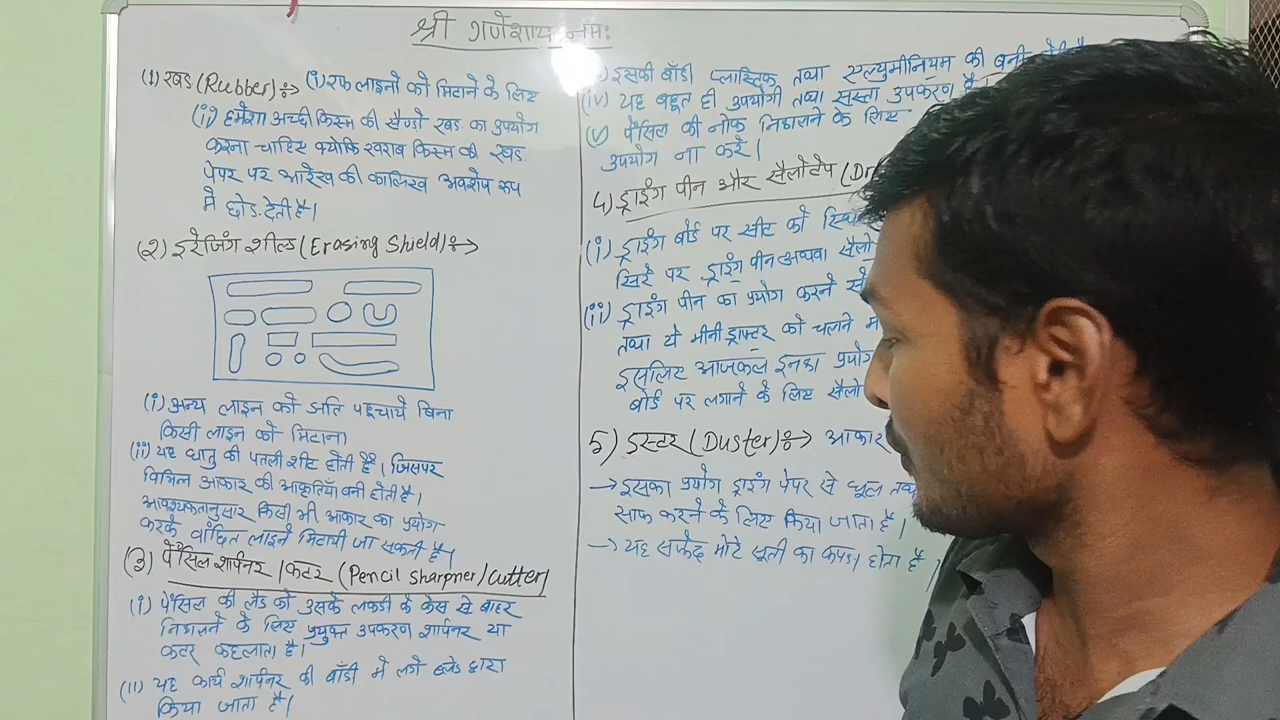 श्री गणेशाय नमः
(1) रबड (Rubber) :→ (i) रफ लाइनो को मिटाने के लिए
(ii) हमेशा अच्छी किस्म की सैण्डो रबड. का उपयोग
करना चाहिए क्योकि खराब किस्म की रबड.
पेपर पर आरेख की कालिख अवशेष रूप
में छोड. देती है।
(2) इरेजिंग शील्ड (Erasing Shield) :→
(i) अन्य लाइन को क्षति पहुचाये बिना
किसी लाइन को मिटाना
(ii) यह धातु की पतली शीट होती है। जिसपर
विभिन्न आकार की आकृतियाँ बनी होती है।
आवश्यकतानुसार किसी भी आकार का प्रयोग
करके वांछित लाइने मिटायी जा सकती है।
(3) पेंसिल शार्पनर / कटर (Pencil Sharpner/cutter)
(i) पेंसिल की लैड को उसके लकडी के केस से बाहर
निकालने के लिए प्रयुक्त उपकरण शार्पनर या
कटर कहलाता है।
(ii) यह कार्य शार्पनर की बॉडी में लगे ब्लेड द्वारा
किया जाता है।
इसकी बॉडी प्लास्तिक तथा एल्युमीनियम की बनी होती है
(iv) यह बहुत ही उपयोगी तथा सस्ता उपकरण है
(v) पेंसिल की नोक निकालने के लिए
उपयोग ना करें।
4) ड्राइंग पीन और सैलोटेप (Dr
(i) ड्राइंग बोर्ड पर सीट को
सिरे पर ड्राइंग पीन अथवा सैलो
(ii) ड्राइंग पीन का प्रयोग करने से
तथा ये मीनी ड्राफ्टर को चलाने में
इसलिए आजकल इनका प्रयोग
बोर्ड पर लगाने के लिए सैलो
5) डस्टर (Duster) :→ आकार
→ इसका प्रयोग ड्राइंग पेपर से धूल तथा
साफ करने के लिए किया जाता है।
→ यह सफेद मोटे सूती का कपडा होता है।